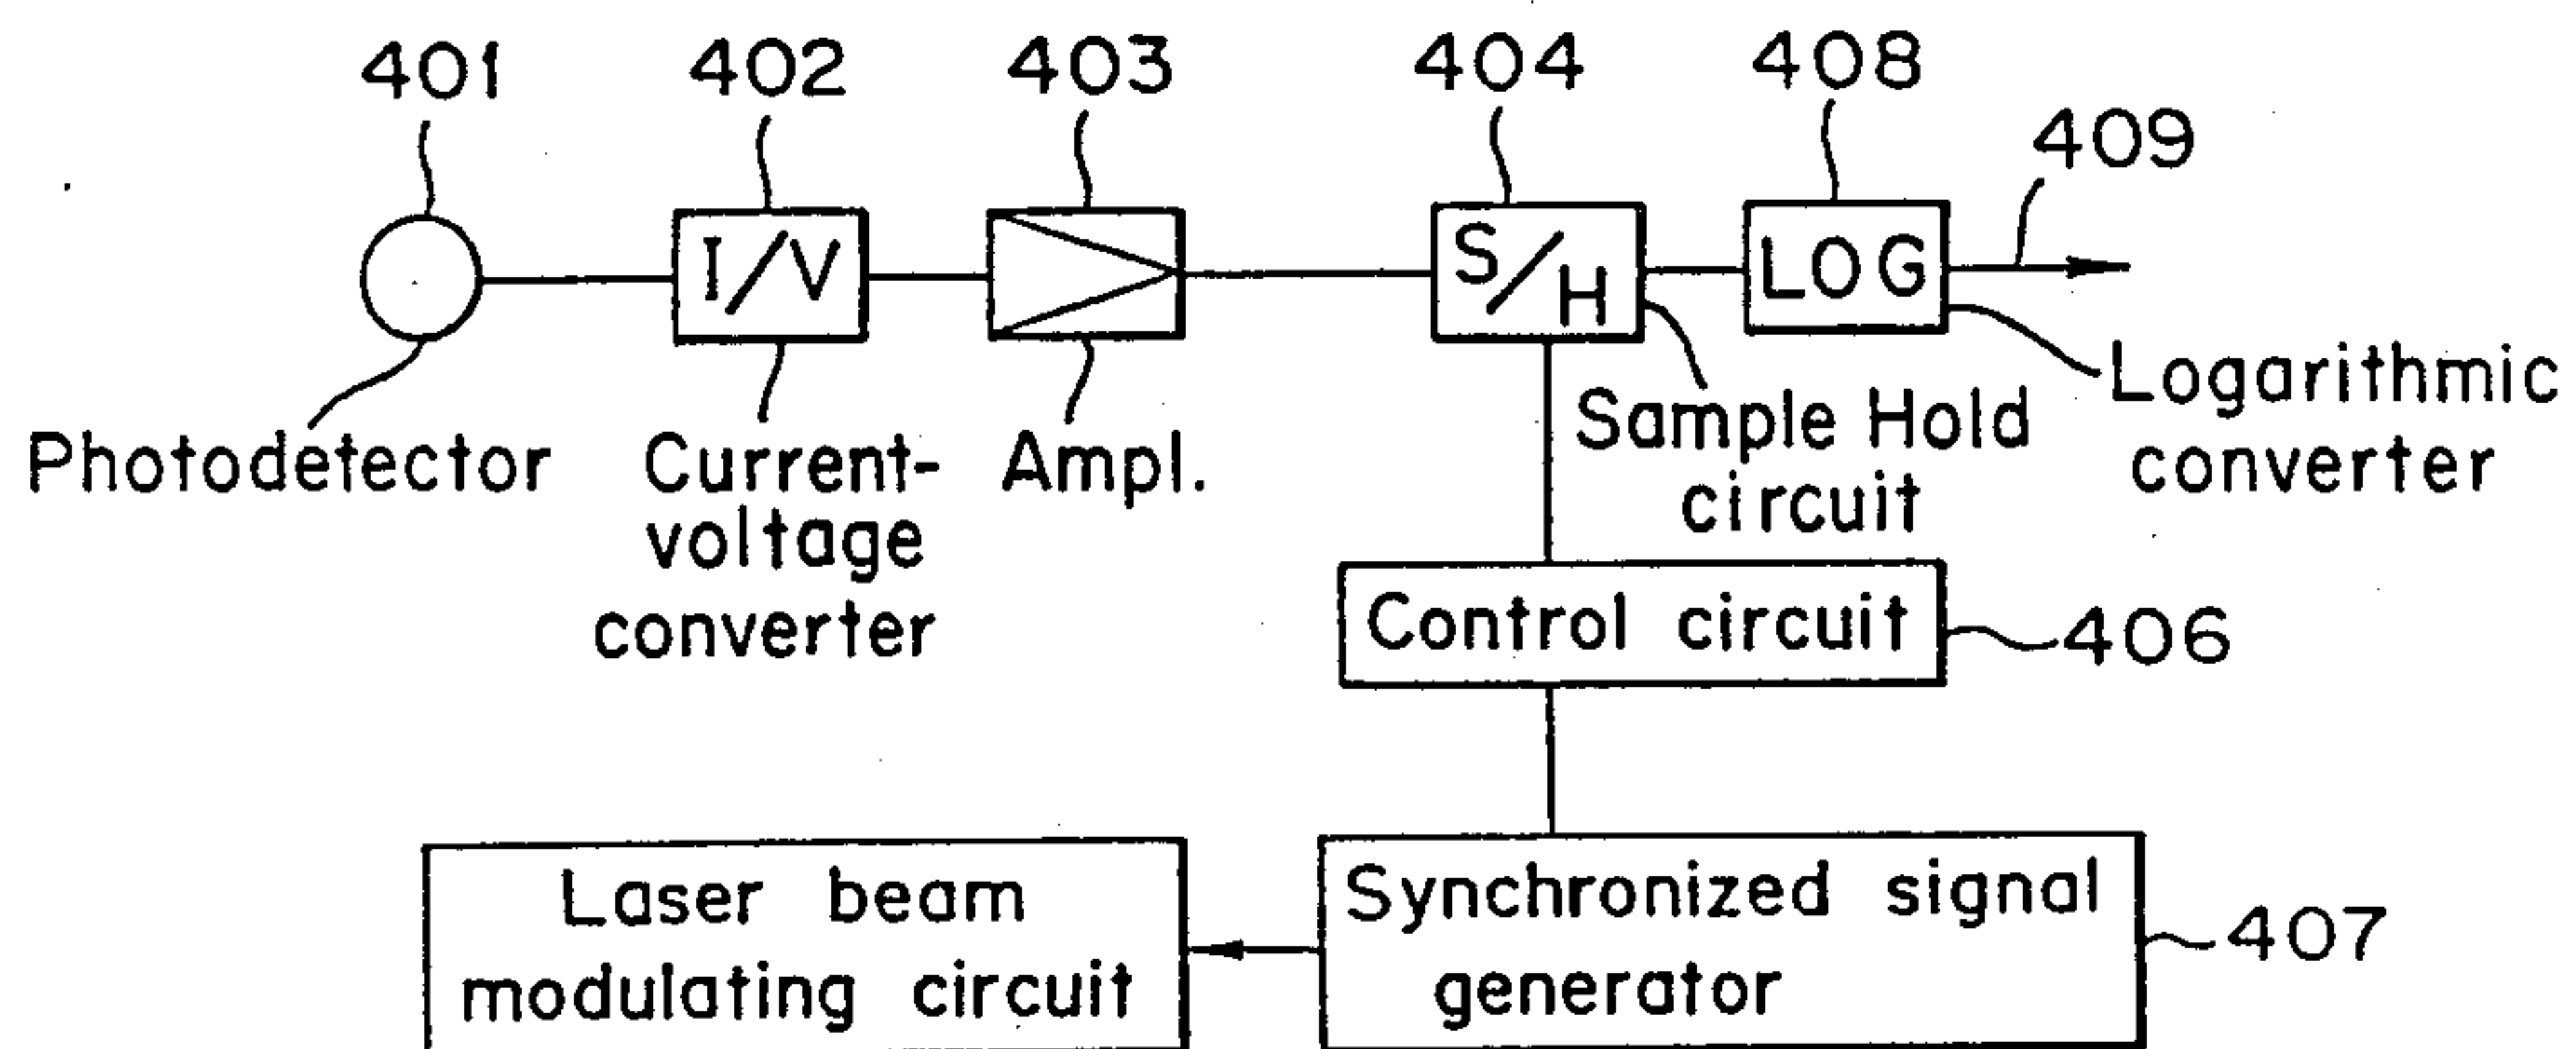 401 402 403 404 408
409
I/V S/H LOG
Photodetector
Current-
voltage
converter
Ampl.
Sample Hold
circuit
Logarithmic
converter
Control circuit
406
Laser beam
modulating circuit
Synchronized signal
generator
407